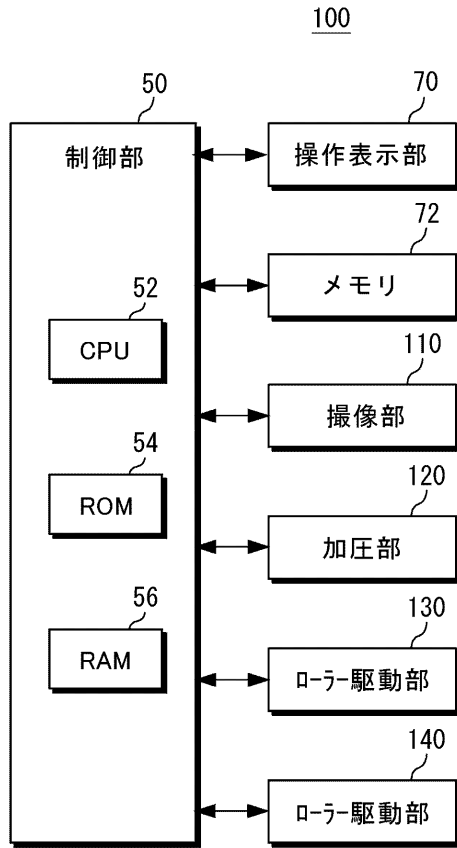 100
50
制御部
52
CPU
54
ROM
56
RAM
70
操作表示部
72
メモリ
110
撮像部
120
加圧部
130
ﾛｰﾗｰ駆動部
140
ﾛｰﾗｰ駆動部